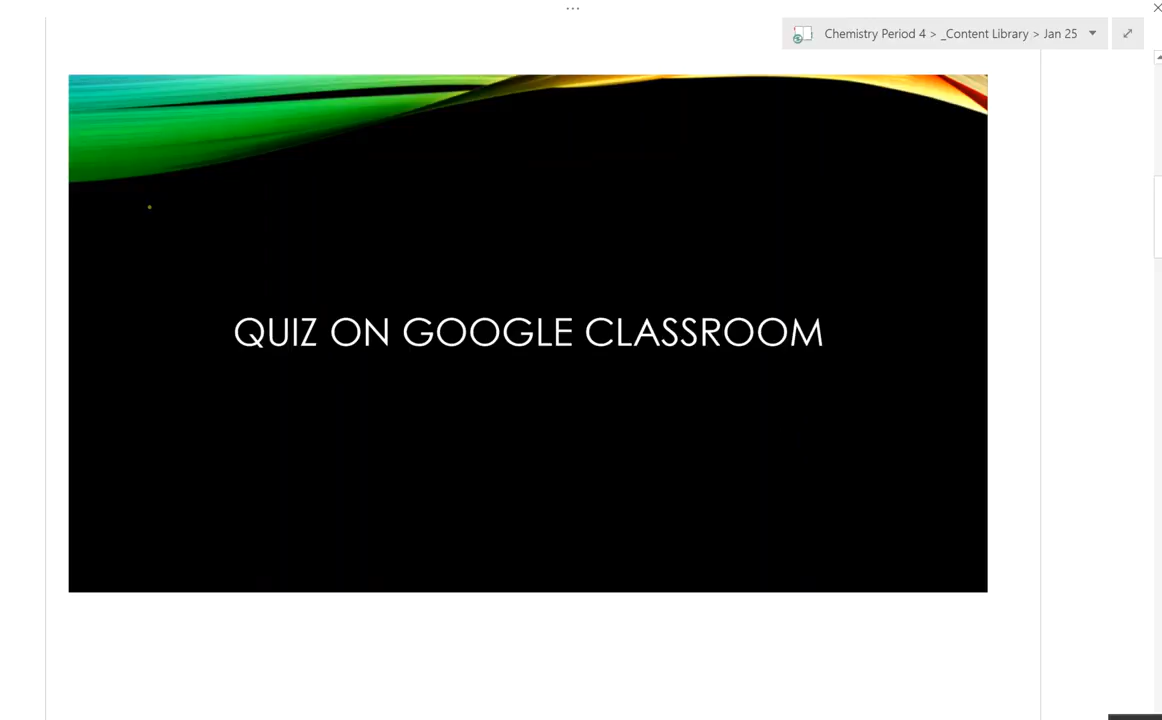 Chemistry Period 4 > _Content Library > Jan 25
QUIZ ON GOOGLE CLASSROOM